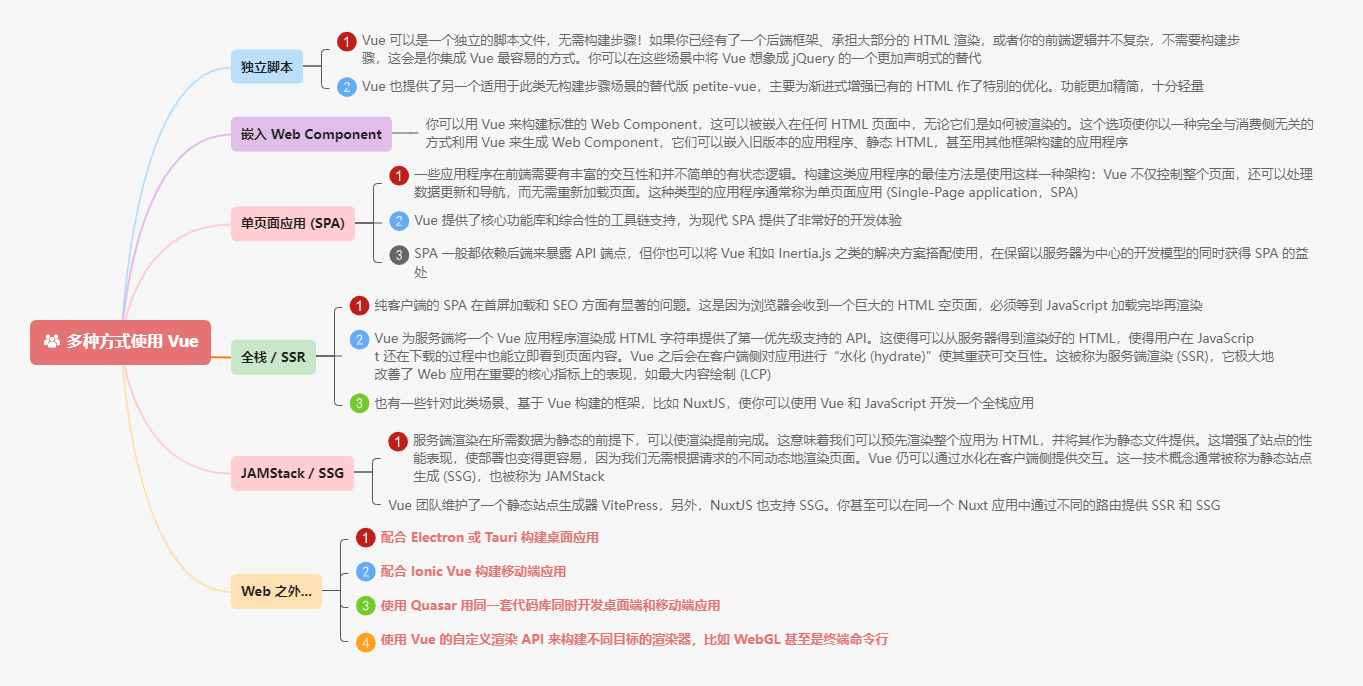 多种方式使用 Vue
独立脚本
1 Vue 可以是一个独立的脚本文件，无需构建步骤！如果你已经有了一个后端框架、承担大部分的 HTML 渲染，或者你的前端逻辑并不复杂，不需要构建步
骤，这会是你集成 Vue 最容易的方式。你可以在这些场景中将 Vue 想象成 jQuery 的一个更加声明式的替代
2 Vue 也提供了另一个适用于此类无构建步骤场景的替代版 petite-vue，主要为渐进式增强已有的 HTML 作了特别的优化。功能更加精简，十分轻量
嵌入 Web Component
你可以用 Vue 来构建标准的 Web Component，这可以被嵌入在任何 HTML 页面中，无论它们是如何被渲染的。这个选项使你以一种完全与消费侧无关的
方式利用 Vue 来生成 Web Component，它们可以嵌入旧版本的应用程序、静态 HTML，甚至用其他框架构建的应用程序
单页面应用 (SPA)
1 一些应用程序在前端需要有丰富的交互性和并不简单的有状态逻辑。构建这类应用程序的最佳方法是使用这样一种架构：Vue 不仅控制整个页面，还可以处理
数据更新和导航，而无需重新加载页面。这种类型的应用程序通常称为单页面应用 (Single-Page application，SPA)
2 Vue 提供了核心功能库和综合性的工具链支持，为现代 SPA 提供了非常好的开发体验
3 SPA 一般都依赖后端来暴露 API 端点，但你也可以将 Vue 和如 Inertia.js 之类的解决方案搭配使用，在保留以服务器为中心的开发模型的同时获得 SPA 的益
处
全栈 / SSR
1 纯客户端的 SPA 在首屏加载和 SEO 方面有显著的问题。这是因为浏览器会收到一个巨大的 HTML 空页面，必须等到 JavaScript 加载完毕再渲染
2 Vue 为服务端将一个 Vue 应用程序渲染成 HTML 字符串提供了第一优先级支持的 API。这使得可以从服务器得到渲染好的 HTML，使得用户在 JavaScrip
t 还在下载的过程中也能立即看到页面内容。Vue 之后会在客户端侧对应用进行“水化 (hydrate)”使其重获可交互性。这被称为服务端渲染 (SSR)，它极大地
改善了 Web 应用在重要的核心指标上的表现，如最大内容绘制 (LCP)
3 也有一些针对此类场景、基于 Vue 构建的框架，比如 NuxtJS，使你可以使用 Vue 和 JavaScript 开发一个全栈应用
JAMStack / SSG
1 服务端渲染在所需数据为静态的前提下，可以使渲染提前完成。这意味着我们可以预先渲染整个应用为 HTML，并将其作为静态文件提供。这增强了站点的性
能表现，使部署也变得更容易，因为我们无需根据请求的不同动态地渲染页面。Vue 仍可以通过水化在客户端侧提供交互。这一技术概念通常被称为静态站点
生成 (SSG)，也被称为 JAMStack
Vue 团队维护了一个静态站点生成器 VitePress，另外，NuxtJS 也支持 SSG。你甚至可以在同一个 Nuxt 应用中通过不同的路由提供 SSR 和 SSG
Web 之外...
1 配合 Electron 或 Tauri 构建桌面应用
2 配合 Ionic Vue 构建移动端应用
3 使用 Quasar 用同一套代码库同时开发桌面端和移动端应用
4 使用 Vue 的自定义渲染 API 来构建不同目标的渲染器，比如 WebGL 甚至是终端命令行